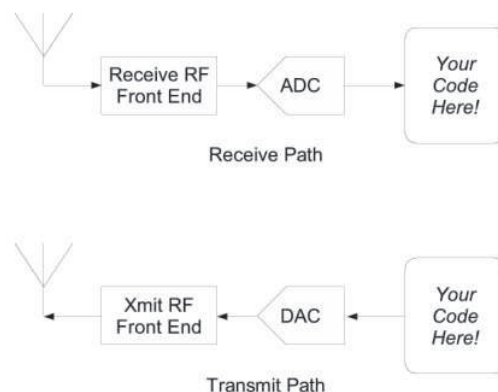 Receive RF
Front End
ADC
Your
Code
Here!
Receive Path
Xmit RF
Front End
DAC
Your
Code
Here!
Transmit Path